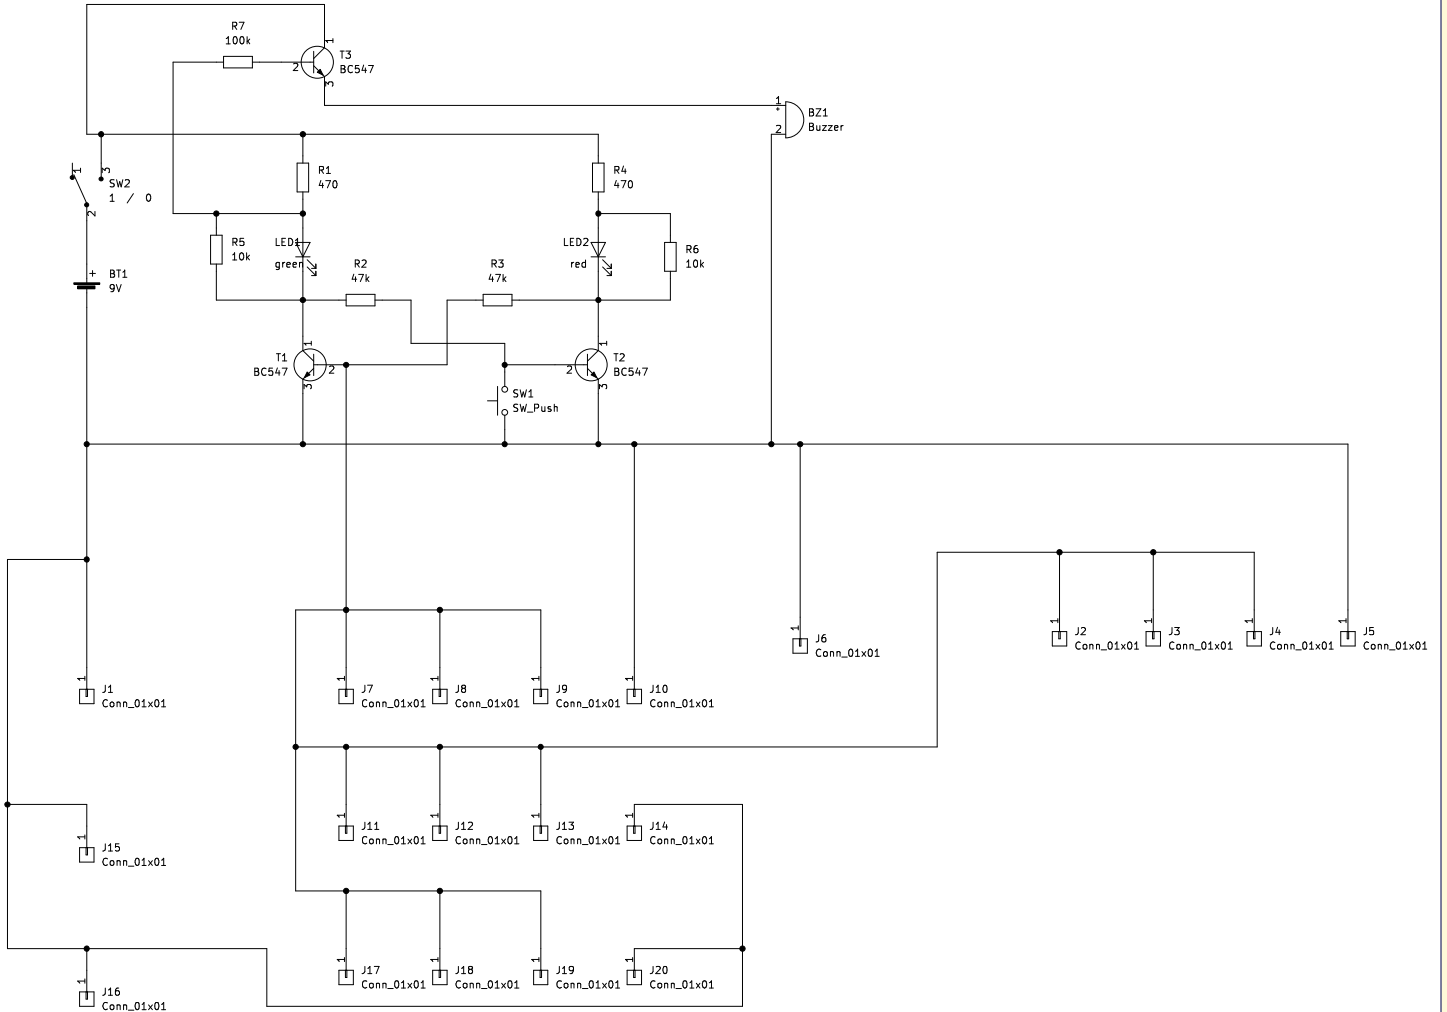 R7
100k
1
T3
2
BC547
3
1
+
BZ1
2
Buzzer
1
3
SW2
1 / 0
2
R1
470
R4
470
R5
10k
LED1
green
LED2
red
R6
10k
R2
47k
R3
47k
+
BT1
9V
1
T1
2
BC547
3
1
T2
2
BC547
3
SW1
SW_Push
1
J6
Conn_01x01
1
J2
Conn_01x01
1
J3
Conn_01x01
1
J4
Conn_01x01
1
J5
Conn_01x01
1
J1
Conn_01x01
1
J7
Conn_01x01
1
J8
Conn_01x01
1
J9
Conn_01x01
1
J10
Conn_01x01
1
J11
Conn_01x01
1
J12
Conn_01x01
1
J13
Conn_01x01
1
J14
Conn_01x01
1
J15
Conn_01x01
1
J17
Conn_01x01
1
J18
Conn_01x01
1
J19
Conn_01x01
1
J20
Conn_01x01
1
J16
Conn_01x01